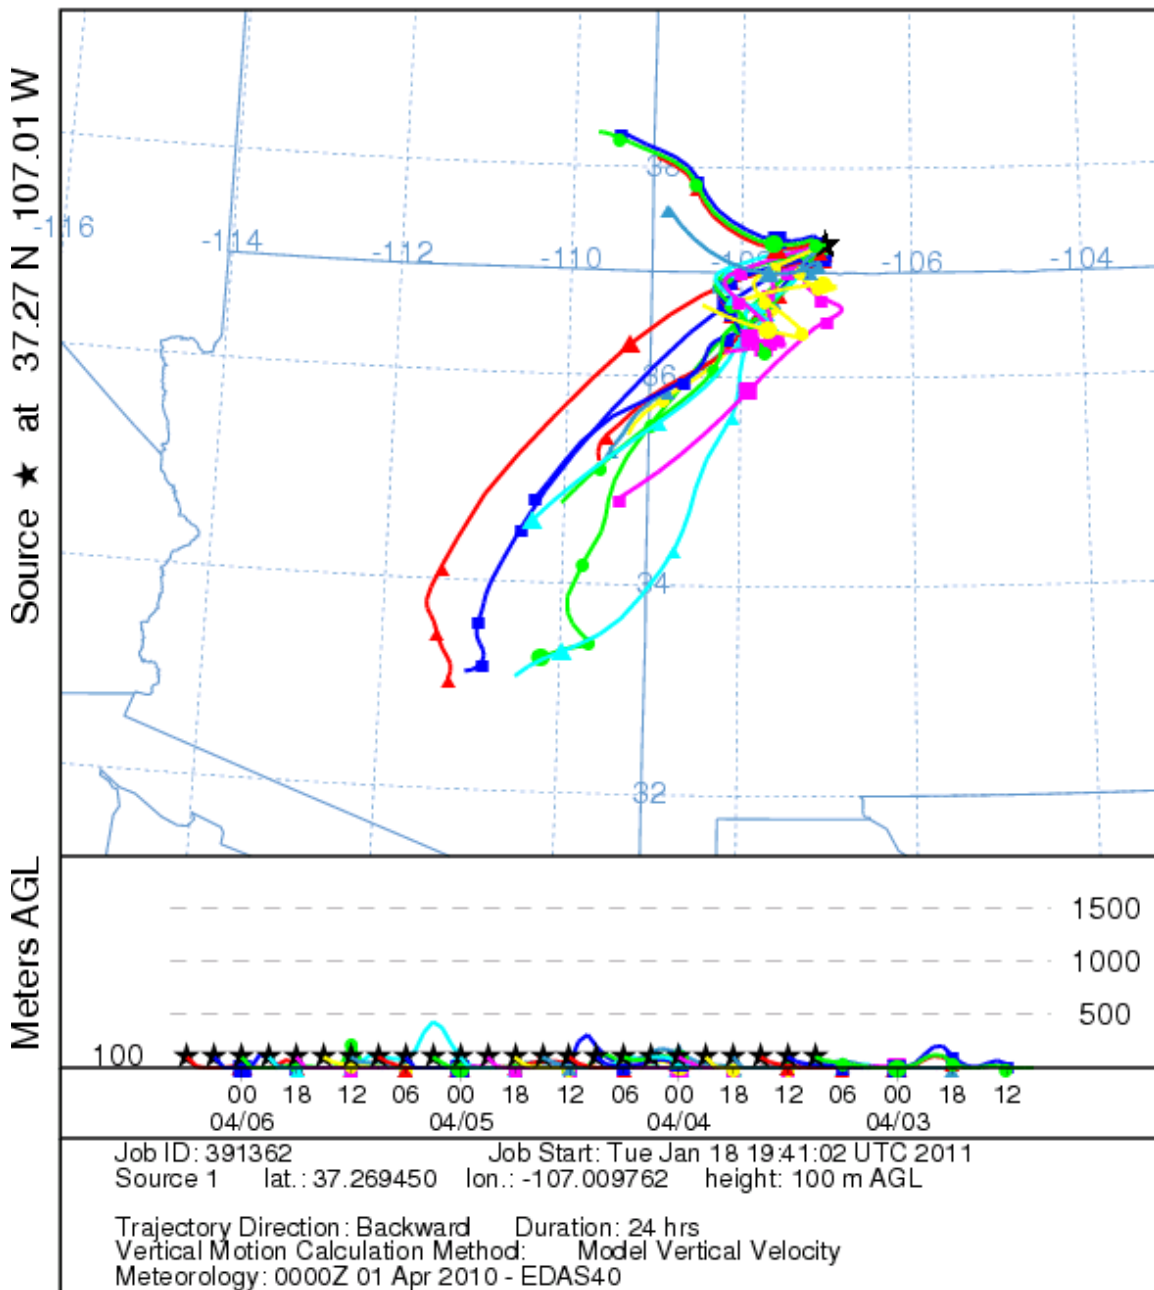 Source ★ at 37.27 N 107.01 W
38
-116
-114
-112
-110
-108
-106
-104
36
34
32
Meters AGL
1500
1000
500
100
00 18 12 06 00 18 12 06 00 18 12 06 00 18 12
04/06 04/05 04/04 04/03
Job ID: 391362 Job Start: Tue Jan 18 19:41:02 UTC 2011
Source 1 lat.: 37.269450 lon.: -107.009762 height: 100 m AGL
Trajectory Direction: Backward Duration: 24 hrs
Vertical Motion Calculation Method: Model Vertical Velocity
Meteorology: 0000Z 01 Apr 2010 - EDAS40